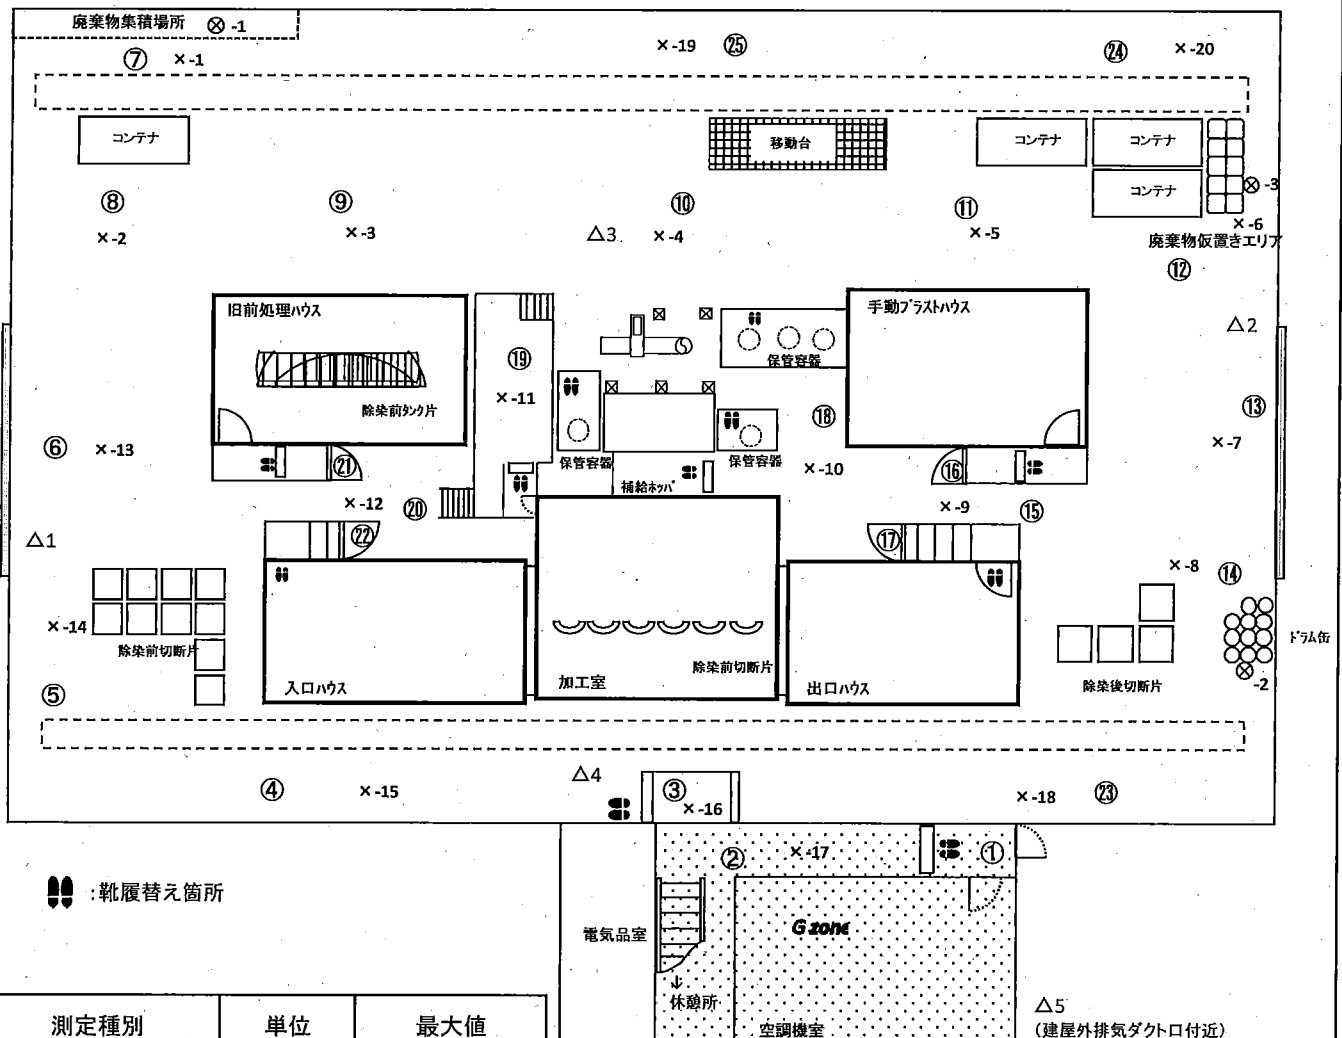 廃棄物集積場所 ⊗-1
⑦ ×-1
×-19 ㉕
㉔ ×-20
コンテナ
移動台
コンテナ
コンテナ
コンテナ
⊗-3
⑧
×-2
⑨
×-3
⑩
△3 ×-4
⑪
×-5
×-6
廃棄物仮置きエリア
⑫
旧前処理ハウス
手動ブラストハウス
△2
⑲
保管容器
除染前タンク片
×-11
⑱
⑬
×-7
⑥ ×-13
㉑
保管容器
保管容器
×-10
⑯
補給ホッパ
×-12 ⑳
×-9 ⑮
△1
㉒
⑰
×-8 ⑭
×-14
除染前切断片
除染前切断片
ドラム缶
入口ハウス
加工室
出口ハウス
除染後切断片
⊗-2
⑤
△4
④ ×-15
③
×-16
×-18 ㉓
② ×-17 ①
:靴履替え箇所
電気品室
G zone
↓
休憩所
空調機室
△5
(建屋外排気ダクト口付近)
測定種別 単位 最大値